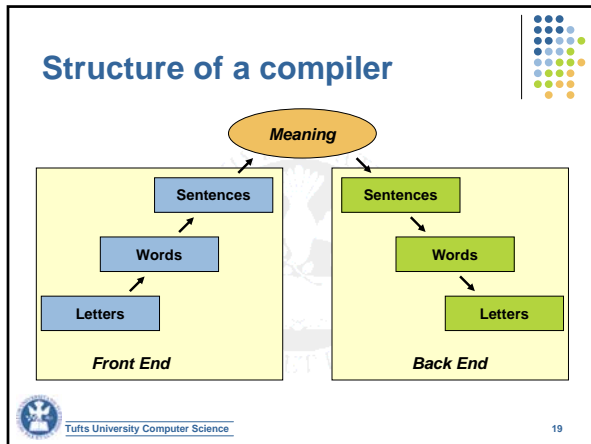 Structure of a compiler
Meaning
Sentences
Words
Letters
Front End
Sentences
Words
Letters
Back End
Tufts University Computer Science
19